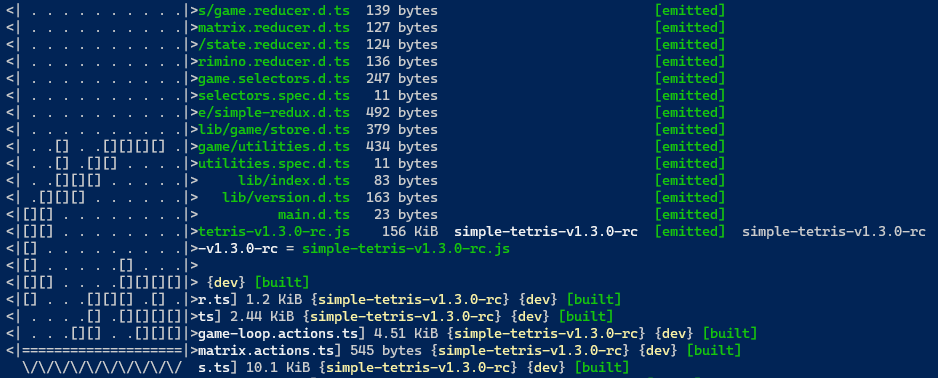 <| . . . . . . . . . .|>s/game.reducer.d.ts  139 bytes                           [emitted]
<| . . . . . . . . . .|>matrix.reducer.d.ts  127 bytes                           [emitted]
<| . . . . . . . . . .|>/state.reducer.d.ts  124 bytes                           [emitted]
<| . . . . . . . . . .|>rimino.reducer.d.ts  136 bytes                           [emitted]
<| . . . . . . . . . .|>game.selectors.d.ts  247 bytes                           [emitted]
<| . . . . . . . . . .|>selectors.spec.d.ts   11 bytes                           [emitted]
<| . . . . . . . . . .|>e/simple-redux.d.ts  492 bytes                           [emitted]
<| . . . . . . . . . .|>lib/game/store.d.ts  379 bytes                           [emitted]
<| . .[] . .[][][][] .|>game/utilities.d.ts  434 bytes                           [emitted]
<| . .[] .[][] . . . .|>utilities.spec.d.ts   11 bytes                           [emitted]
<| . .[][][] . . . . .|>     lib/index.d.ts   83 bytes                           [emitted]
<| .[][][] . . . . . .|>   lib/version.d.ts  163 bytes                           [emitted]
<|[][] . . . . . . . .|>          main.d.ts   23 bytes                           [emitted]
<|[][] . . . . . . . .|>tetris-v1.3.0-rc.js    156 KiB  simple-tetris-v1.3.0-rc  [emitted]  simple-tetris-v1.3.0-rc
<|[] . . . . . . . . .|>-v1.3.0-rc = simple-tetris-v1.3.0-rc.js
<|[] . . . . .[] . . .|>
<|[][] . . . .[][][][]|> {dev} [built]
<|[] . . .[][][] .[] .|>r.ts] 1.2 KiB {simple-tetris-v1.3.0-rc} {dev} [built]
<| . . . .[] .[][][][]|>ts] 2.44 KiB {simple-tetris-v1.3.0-rc} {dev} [built]
<| . . .[][] . .[][][]|>game-loop.actions.ts] 4.51 KiB {simple-tetris-v1.3.0-rc} {dev} [built]
<|====================|>matrix.actions.ts] 545 bytes {simple-tetris-v1.3.0-rc} {dev} [built]
  \/\/\/\/\/\/\/\/\/\/  s.ts] 10.1 KiB {simple-tetris-v1.3.0-rc} {dev} [built]